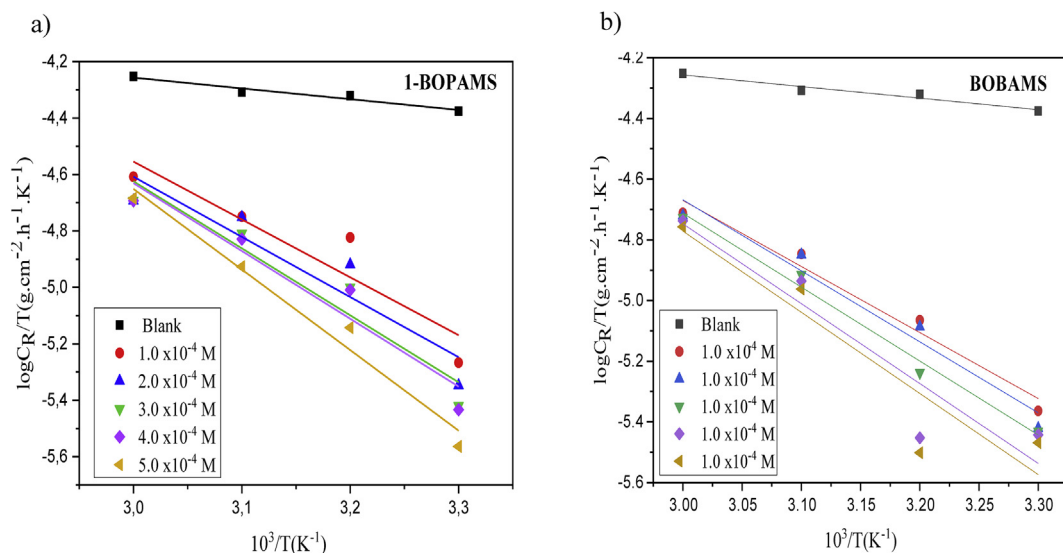 a)
1-BOPAMS
-4,2
-4,4
-4,6
-4,8
-5,0
-5,2
-5,4
-5,6
logC_R/T(g.cm⁻².h⁻¹.K⁻¹)
Blank
1.0 x10⁻⁴ M
2.0 x10⁻⁴ M
3.0 x10⁻⁴ M
4.0 x10⁻⁴ M
5.0 x10⁻⁴ M
3,0 3,1 3,2 3,3
10³/T(K⁻¹)
b)
BOBAMS
-4.2
-4.4
-4.6
-4.8
-5.0
-5.2
-5.4
-5.6
logC_R/T(g.cm⁻².h⁻¹.K⁻¹)
Blank
1.0 x10⁻⁴ M
1.0 x10⁻⁴ M
1.0 x10⁻⁴ M
1.0 x10⁻⁴ M
1.0 x10⁻⁴ M
3.00 3.05 3.10 3.15 3.20 3.25 3.30
10³/T(K⁻¹)